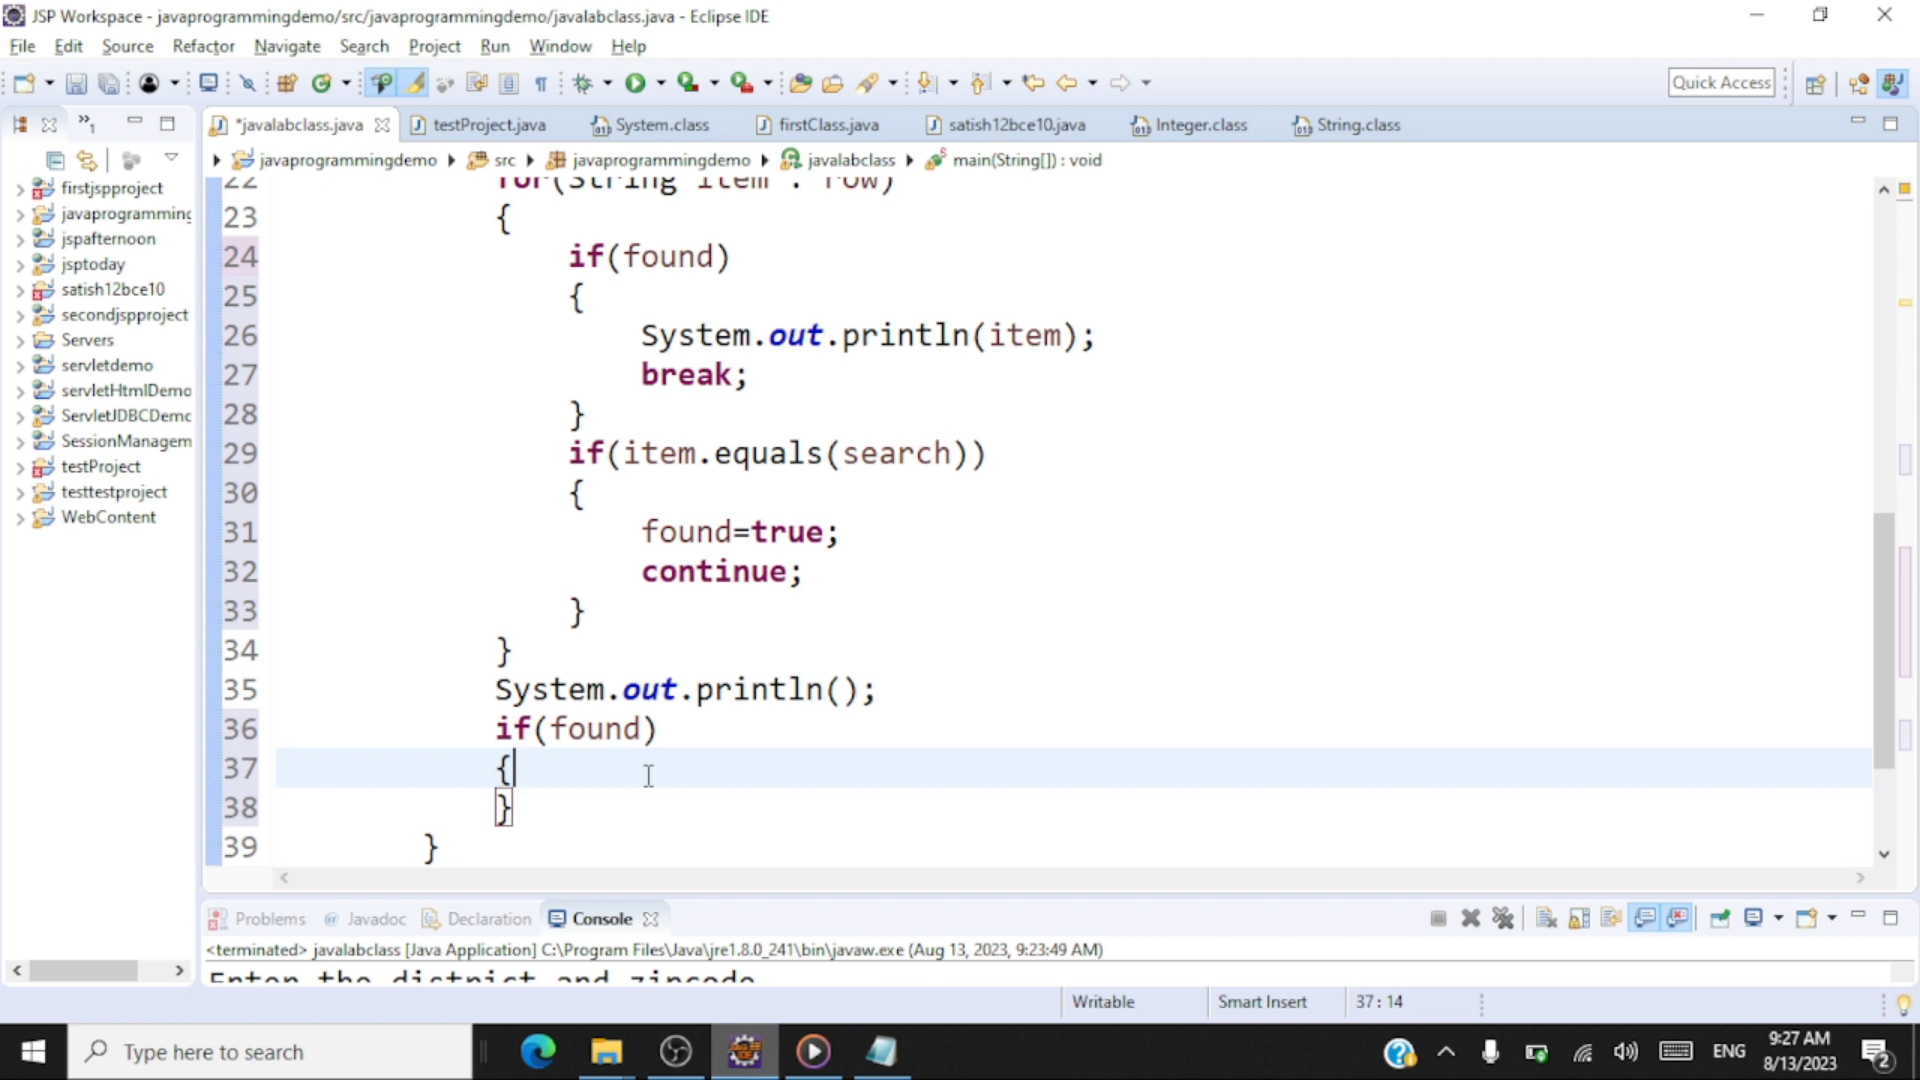 JSP Workspace - javaprogrammingdemo/src/javaprogrammingdemo/javalabclass.java - Eclipse IDE
File Edit Source Refactor Navigate Search Project Run Window Help
Quick Access
*javalabclass.java testProject.java System.class firstClass.java satish12bce10.java Integer.class String.class
javaprogrammingdemo src javaprogrammingdemo javalabclass main(String[]) : void
firstjspproject
javaprogramming
jspafternoon
jsptoday
satish12bce10
secondjspproject
Servers
servletdemo
servletHtmlDemo
ServletJDBCDemo
SessionManagem
testProject
testtestproject
WebContent
22 for(String item : row)
23 {
24 if(found)
25 {
26 System.out.println(item);
27 break;
28 }
29 if(item.equals(search))
30 {
31 found=true;
32 continue;
33 }
34 }
35 System.out.println();
36 if(found)
37 {
38 }
39 }
Problems @ Javadoc Declaration Console
<terminated> javalabclass [Java Application] C:\Program Files\Java\jre1.8.0_241\bin\javaw.exe (Aug 13, 2023, 9:23:49 AM)
Enter the district and zipcode
Writable Smart Insert 37 : 14
Type here to search
ENG
9:27 AM
8/13/2023
2